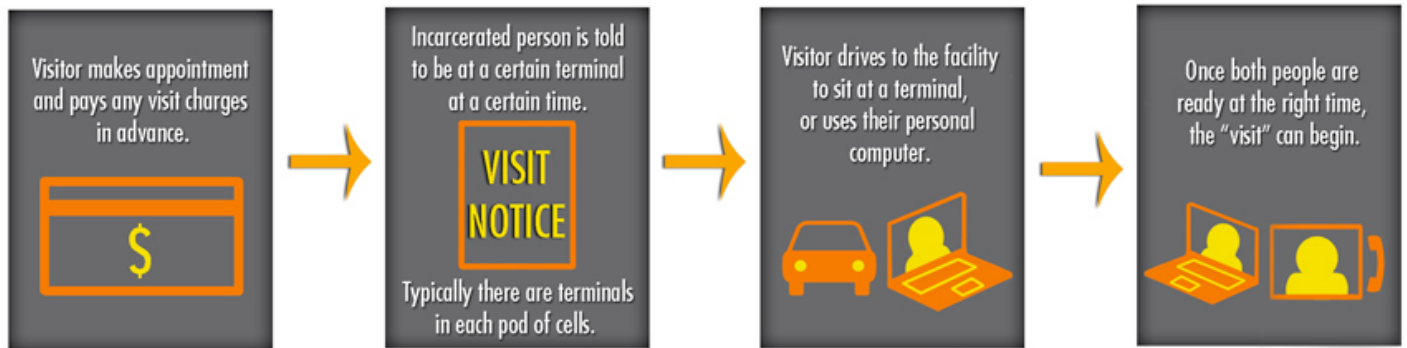 Visitor makes appointment
and pays any visit charges
in advance.
$
Incarcerated person is told
to be at a certain terminal
at a certain time.
VISIT
NOTICE
Typically there are terminals
in each pod of cells.
Visitor drives to the facility
to sit at a terminal,
or uses their personal
computer.
Once both people are
ready at the right time,
the “visit” can begin.